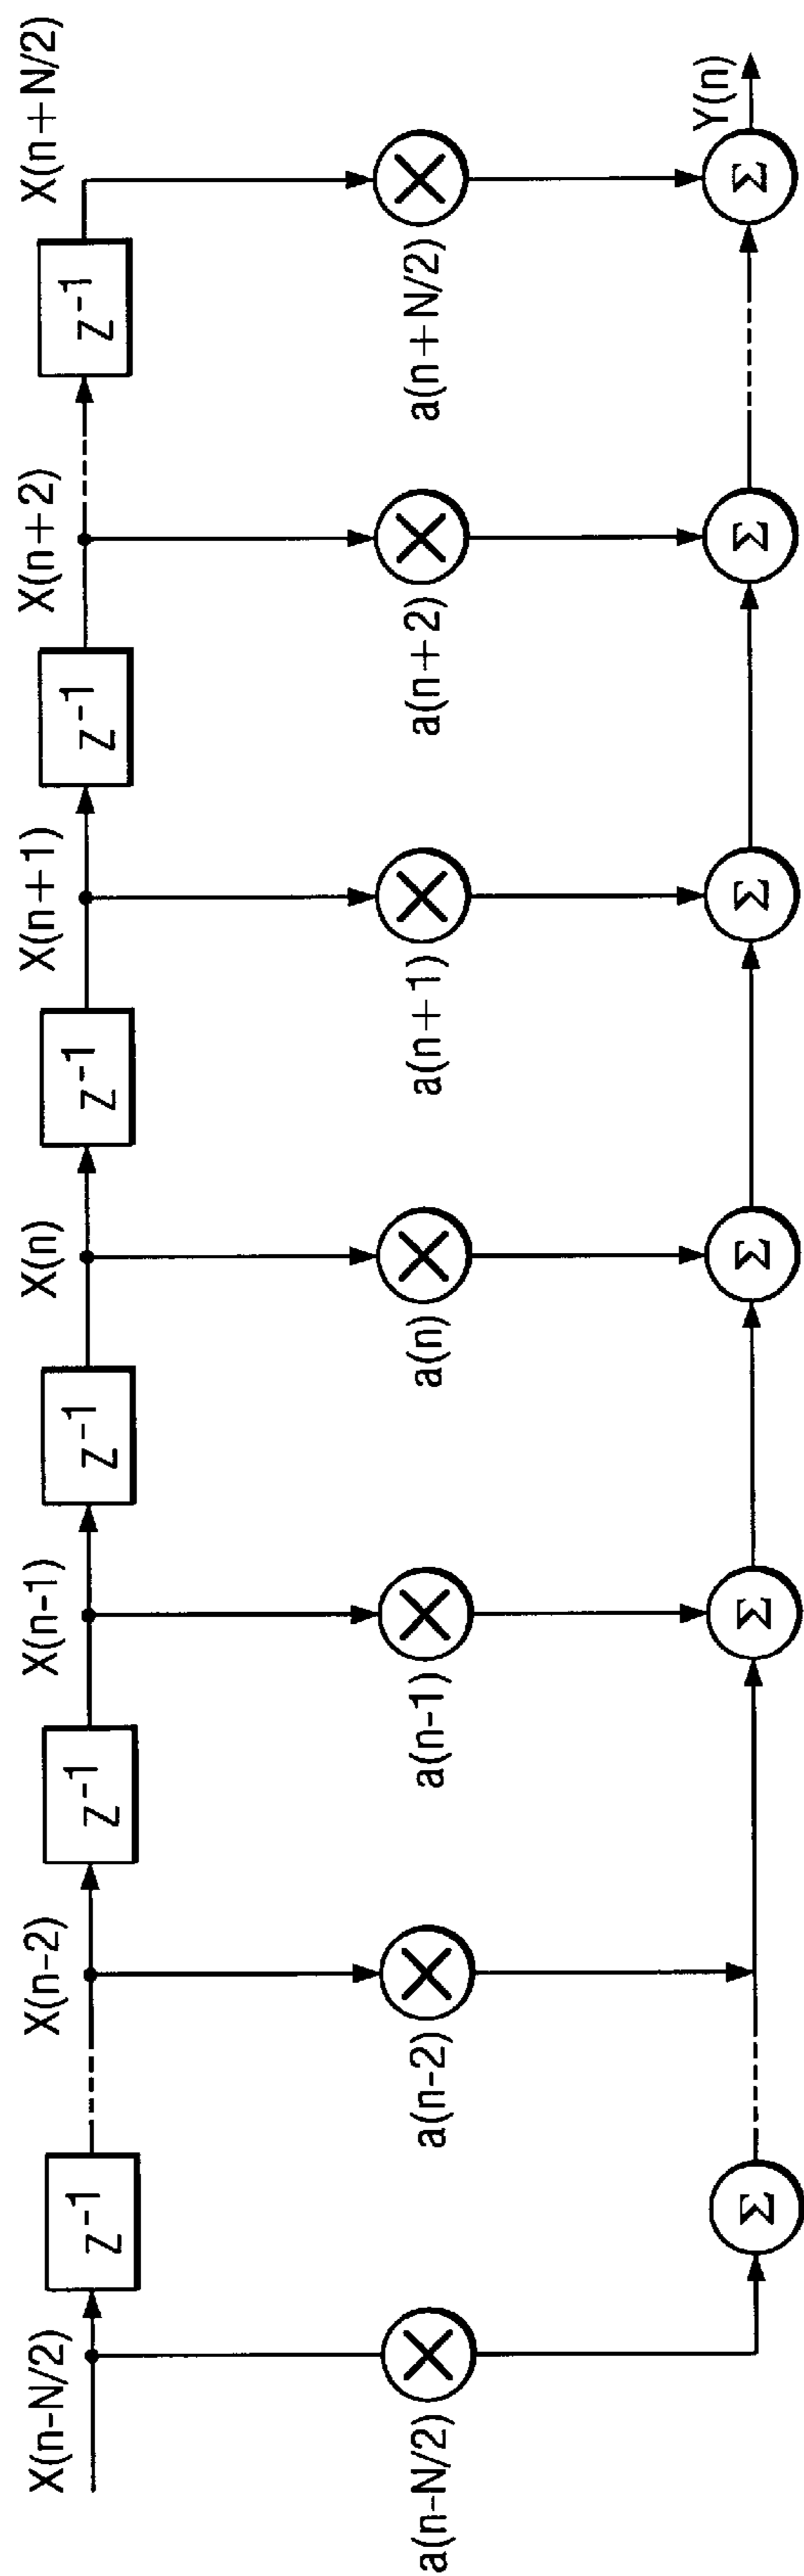 X(n-N/2) X(n-2) X(n-1) X(n) X(n+1) X(n+2) X(n+N/2)
z⁻¹ z⁻¹ z⁻¹ z⁻¹ z⁻¹ z⁻¹
a(n-N/2) a(n-2) a(n-1) a(n) a(n+1) a(n+2) a(n+N/2)
Y(n)
Σ Σ Σ Σ Σ Σ